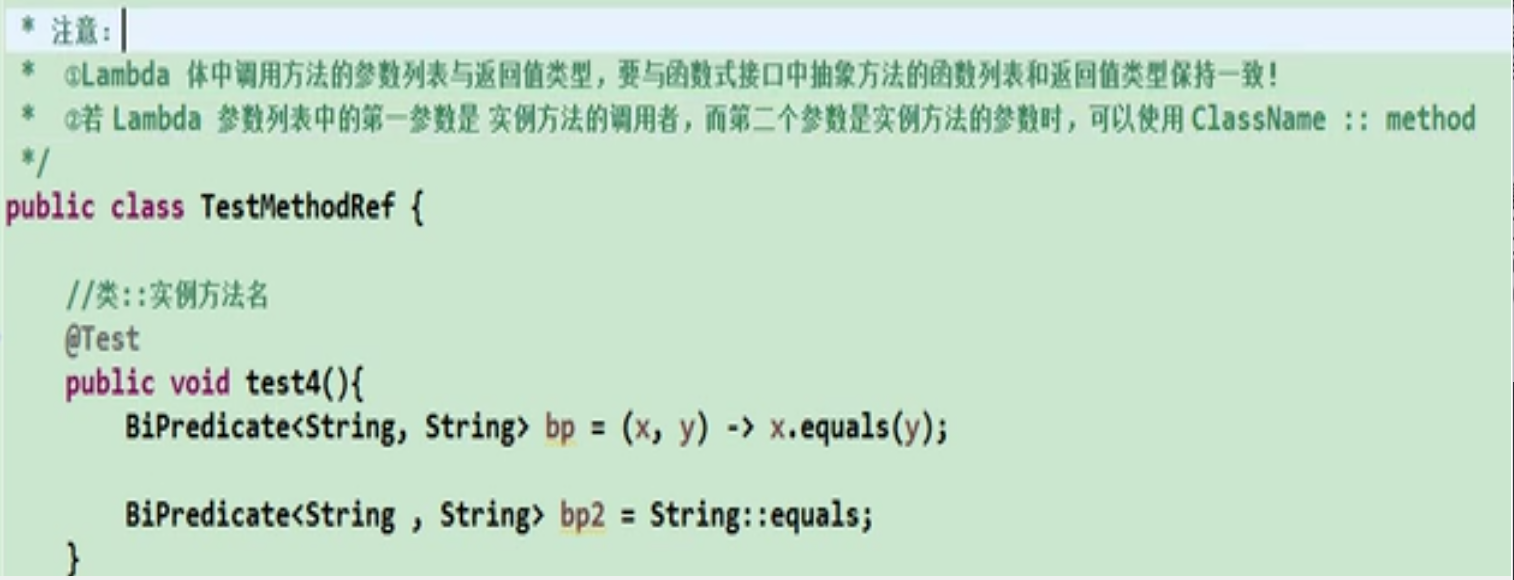 * 注意:
* ①Lambda 体中调用方法的参数列表与返回值类型，要与函数式接口中抽象方法的函数列表和返回值类型保持一致!
* ②若 Lambda 参数列表中的第一参数是 实例方法的调用者，而第二个参数是实例方法的参数时，可以使用 ClassName :: method
*/
public class TestMethodRef {
//类::实例方法名
@Test
public void test4(){
BiPredicate<String, String> bp = (x, y) -> x.equals(y);
BiPredicate<String , String> bp2 = String::equals;
}